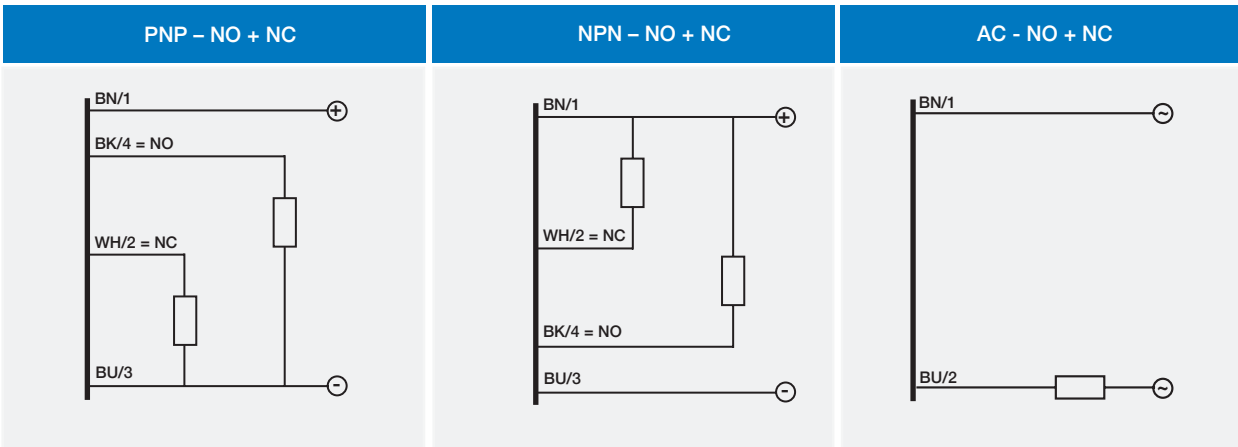 PNP – NO + NC
NPN – NO + NC
AC - NO + NC
BN/1
+
BK/4 = NO
WH/2 = NC
BU/3
-
BN/1
+
WH/2 = NC
BK/4 = NO
BU/3
-
BN/1
~
BU/2
~